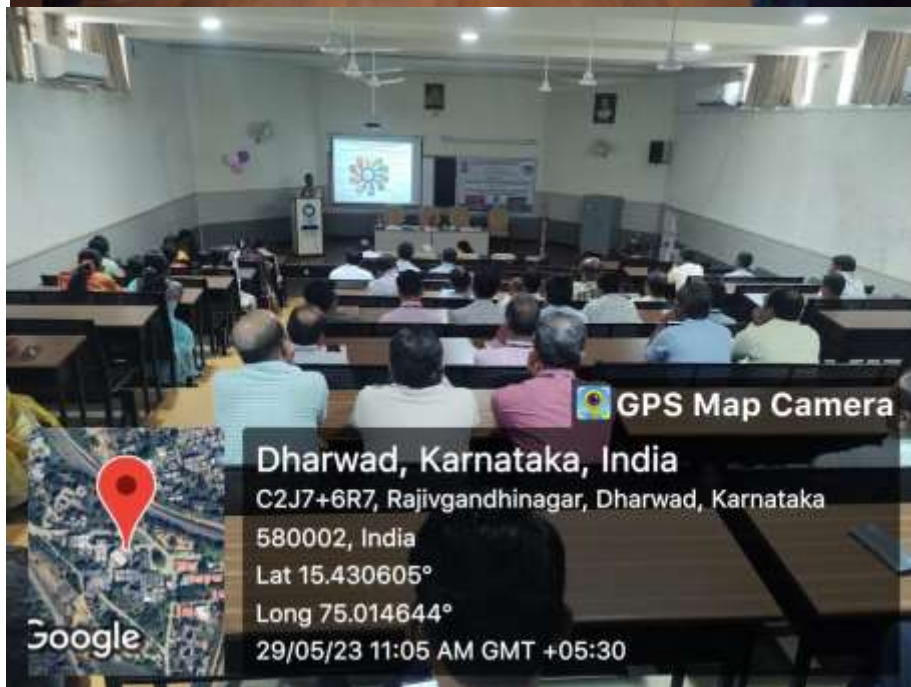 GPS Map Camera
Dharwad, Karnataka, India
C2J7+6R7, Rajivgandhinagar, Dharwad, Karnataka
580002, India
Lat 15.430605°
Long 75.014644°
29/05/23 11:05 AM GMT +05:30
Google